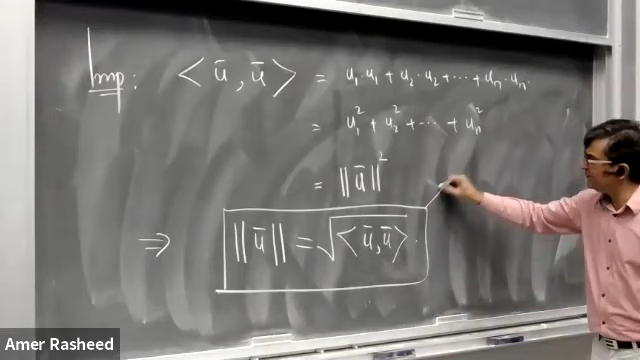 Imp: < ū, ū > = u₁·u₁ + u₂·u₂ + ··· + uₙ·uₙ.
= u₁² + u₂² + ··· + uₙ²
= ||ū||²
⇒ ||ū|| = √< ū, ū > .
Amer Rasheed